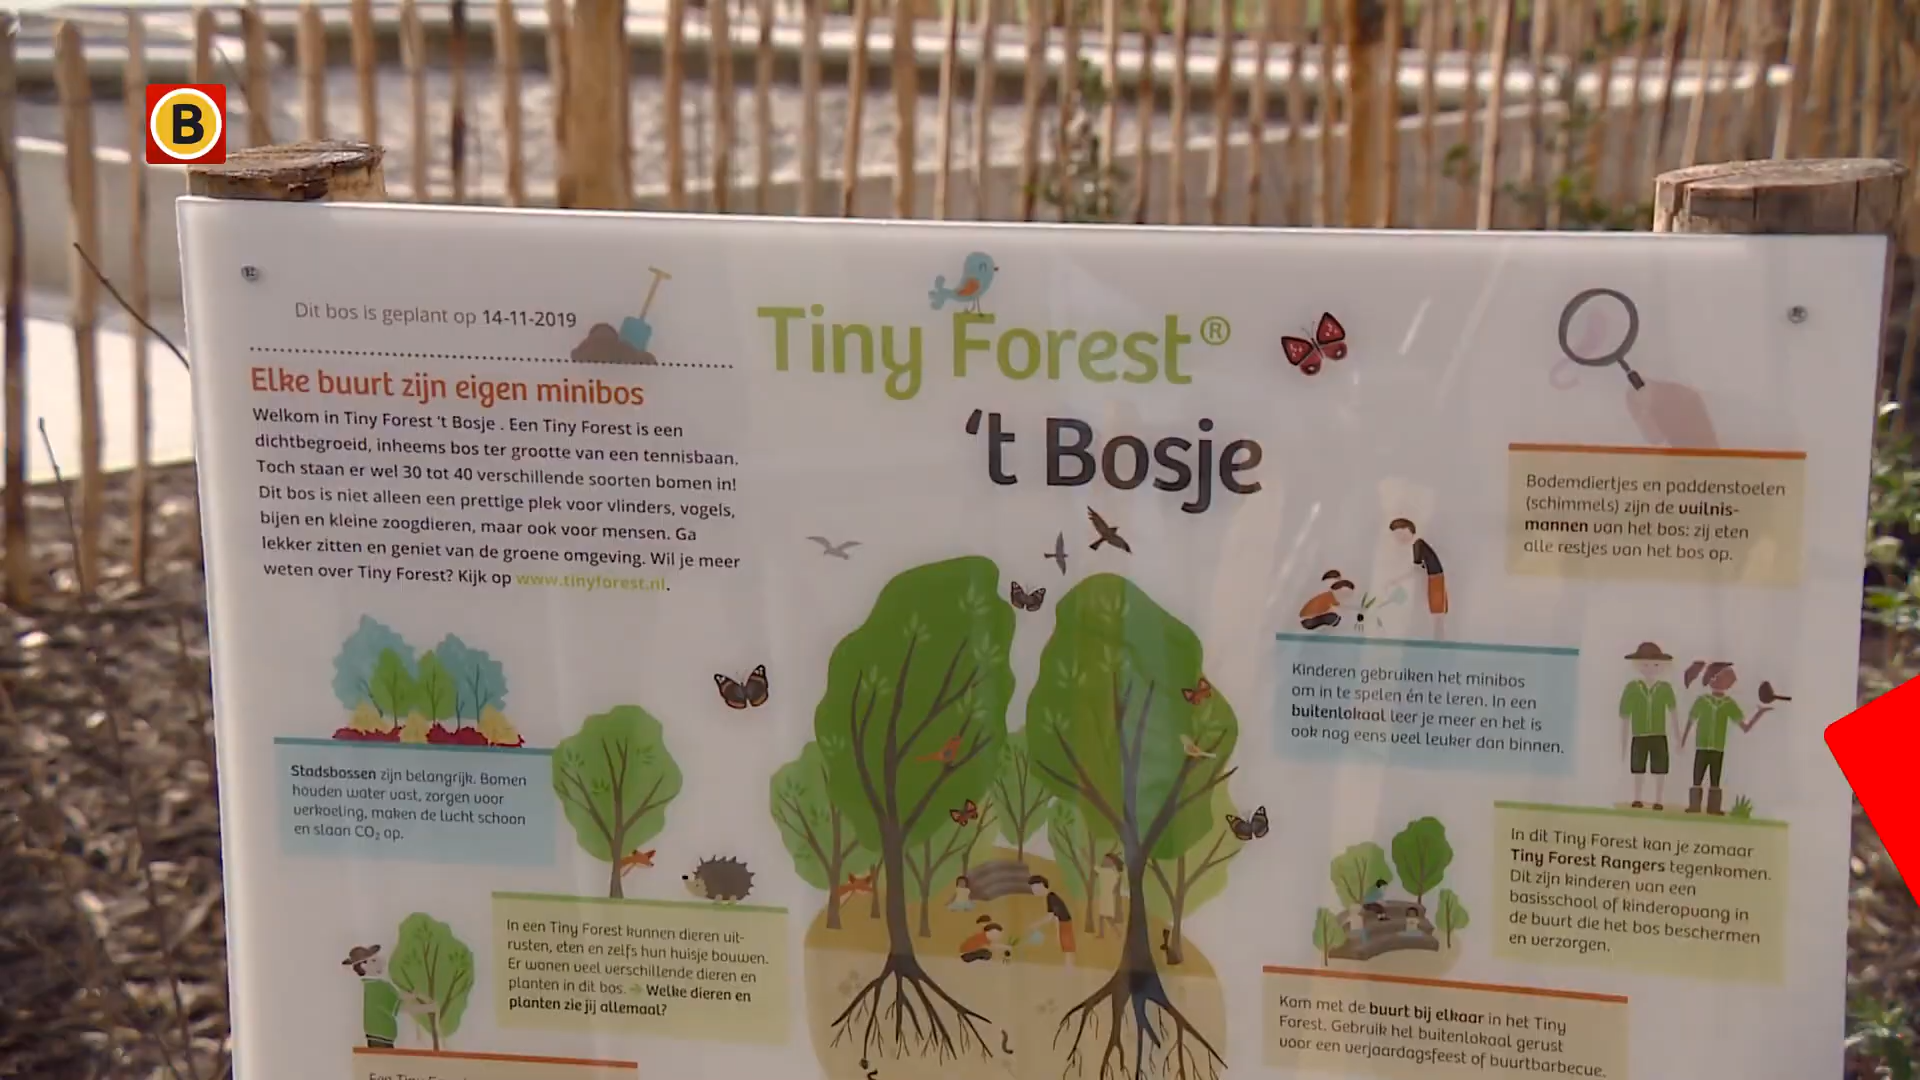 B
Dit bos is geplant op 14-11-2019
Tiny Forest®
't Bosje
Elke buurt zijn eigen minibos
Welkom in Tiny Forest 't Bosje . Een Tiny Forest is een
dichtbegroeid, inheems bos ter grootte van een tennisbaan.
Toch staan er wel 30 tot 40 verschillende soorten bomen in!
Dit bos is niet alleen een prettige plek voor vlinders, vogels,
bijen en kleine zoogdieren, maar ook voor mensen. Ga
lekker zitten en geniet van de groene omgeving. Wil je meer
weten over Tiny Forest? Kijk op www.tinyforest.nl.
Stadsbossen zijn belangrijk. Bomen
houden water vast, zorgen voor
verkoeling, maken de lucht schoon
en slaan CO₂ op.
In een Tiny Forest kunnen dieren uit-
rusten, eten en zelfs hun huisje bouwen.
Er wonen veel verschillende dieren en
planten in dit bos. → Welke dieren en
planten zie jij allemaal?
Bodemdiertjes en paddenstoelen
(schimmels) zijn de vuilnis-
mannen van het bos: zij eten
alle restjes van het bos op.
Kinderen gebruiken het minibos
om in te spelen én te leren. In een
buitenlokaal leer je meer en het is
ook nog eens veel leuker dan binnen.
In dit Tiny Forest kan je zomaar
Tiny Forest Rangers tegenkomen.
Dit zijn kinderen van een
basisschool of kinderopvang in
de buurt die het bos beschermen
en verzorgen.
Kom met de buurt bij elkaar in het Tiny
Forest. Gebruik het buitenlokaal gerust
voor een verjaardagsfeest of buurtbarbecue.